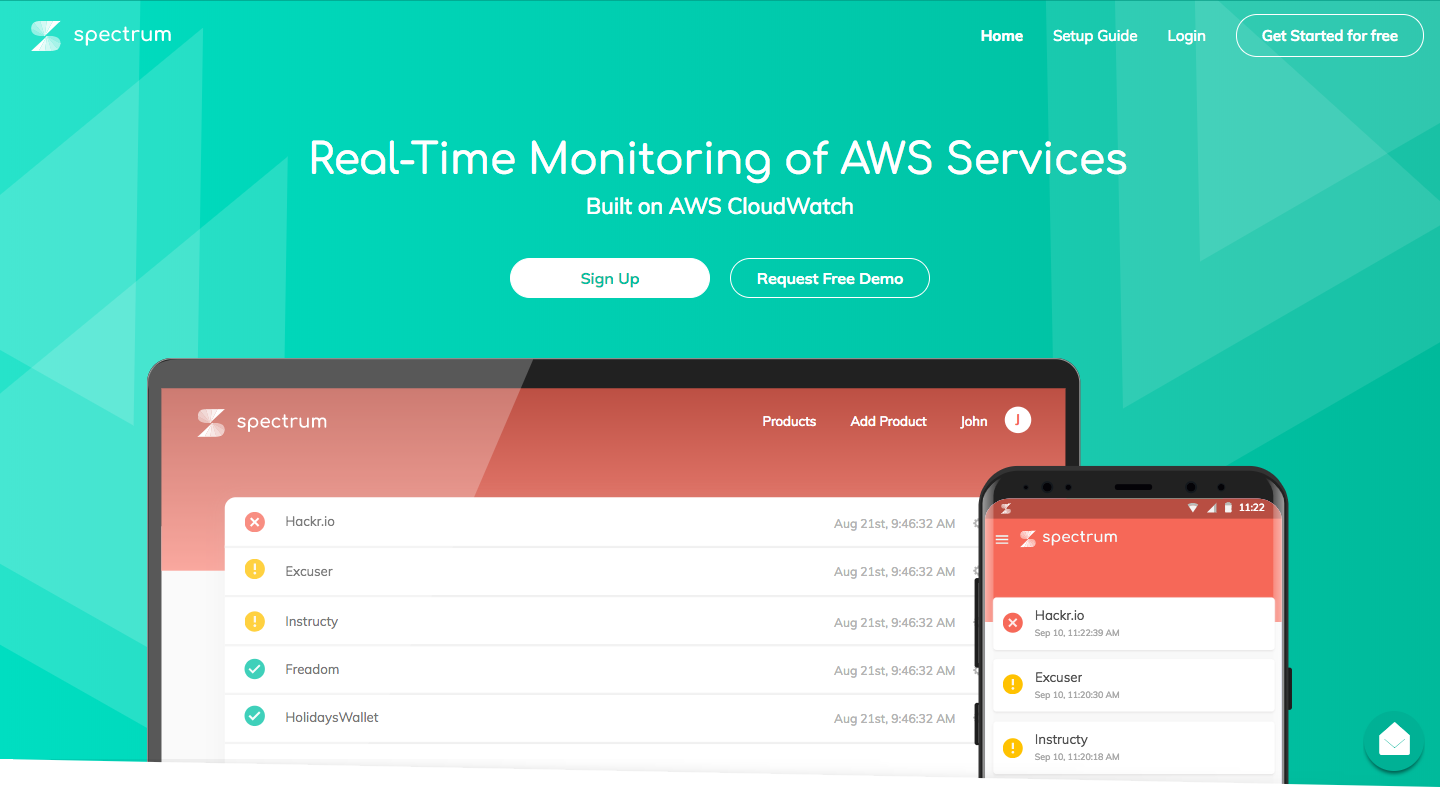 spectrum
Home Setup Guide Login Get Started for free
Real-Time Monitoring of AWS Services
Built on AWS CloudWatch
Sign Up Request Free Demo
spectrum
Products Add Product John J
Hackr.io Aug 21st, 9:46:32 AM
Excuser Aug 21st, 9:46:32 AM
Instructy Aug 21st, 9:46:32 AM
Freadom Aug 21st, 9:46:32 AM
HolidaysWallet Aug 21st, 9:46:32 AM
11:22
spectrum
Hackr.io
Sep 10, 11:22:39 AM
Excuser
Sep 10, 11:20:30 AM
Instructy
Sep 10, 11:20:18 AM